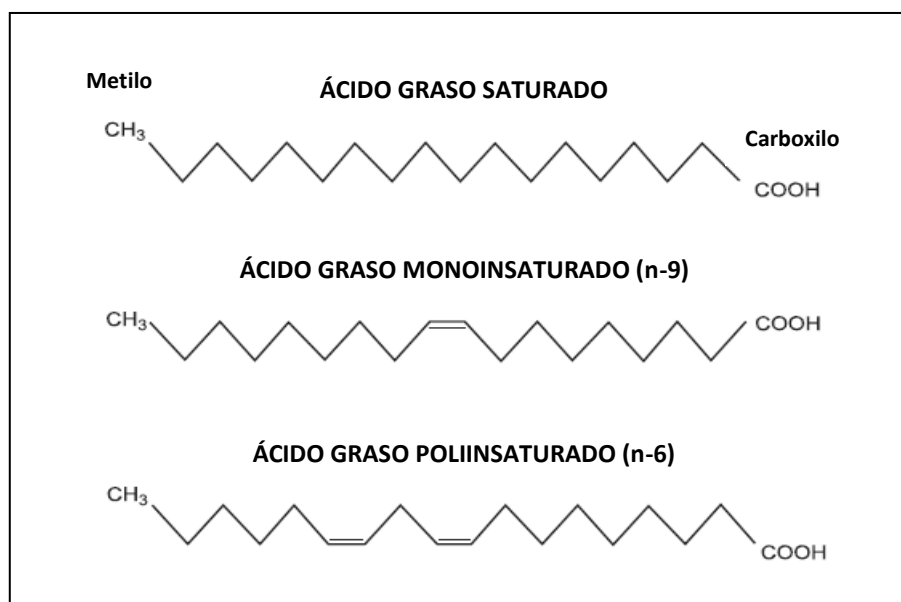 Metilo
ÁCIDO GRASO SATURADO
CH₃
Carboxilo
COOH
ÁCIDO GRASO MONOINSATURADO (n-9)
CH₃
COOH
ÁCIDO GRASO POLIINSATURADO (n-6)
CH₃
COOH